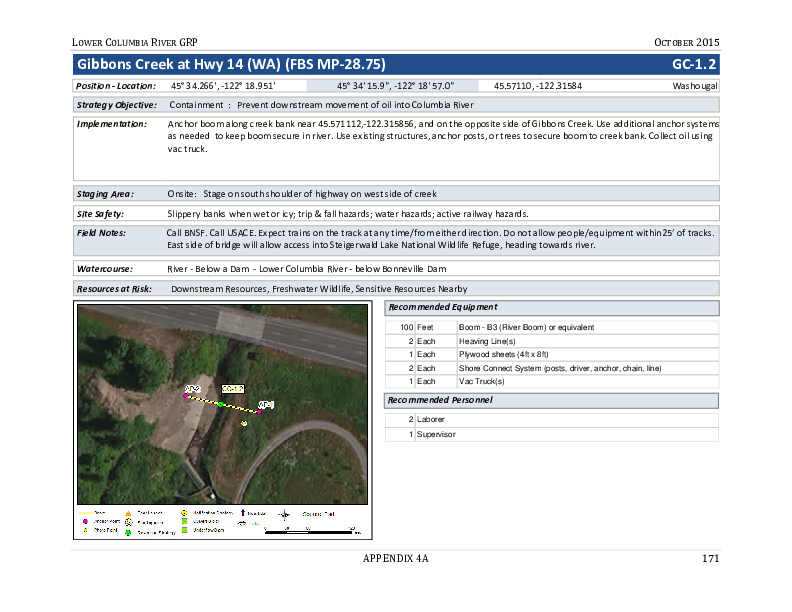 LOWER COLUMBIA RIVER GRP OCTOBER 2015
Gibbons Creek at Hwy 14 (WA) (FBS MP-28.75) GC-1.2
Position - Location: 45° 34.266', -122° 18.951' 45° 34' 15.9", -122° 18' 57.0" 45.57110, -122.31584 Washougal
Strategy Objective: Containment : Prevent downstream movement of oil into Columbia River
Implementation: Anchor boom along creek bank near 45.571112,-122.315856, and on the opposite side of Gibbons Creek. Use additional anchor systems
as needed to keep boom secure in river. Use existing structures, anchor posts, or trees to secure boom to creek bank. Collect oil using
vac truck.
Staging Area: Onsite: Stage on south shoulder of highway on west side of creek
Site Safety: Slippery banks when wet or icy; trip & fall hazards; water hazards; active railway hazards.
Field Notes: Call BNSF. Call USACE. Expect trains on the track at any time/from either direction. Do not allow people/equipment within 25' of tracks.
East side of bridge will allow access into Steigerwald Lake National Wildlife Refuge, heading towards river.
Watercourse: River - Below a Dam - Lower Columbia River - below Bonneville Dam
Resources at Risk: Downstream Resources, Freshwater Wildlife, Sensitive Resources Nearby
Recommended Equipment
100 Feet Boom - B3 (River Boom) or equivalent
2 Each Heaving Line(s)
1 Each Plywood sheets (4ft x 8ft)
2 Each Shore Connect System (posts, driver, anchor, chain, line)
1 Each Vac Truck(s)
Recommended Personnel
2 Laborer
1 Supervisor
AP-2 GC-1.2 AP-1
Anchor Point
Photo Point
Notification Strategy
Underflow Dam
APPENDIX 4A 171